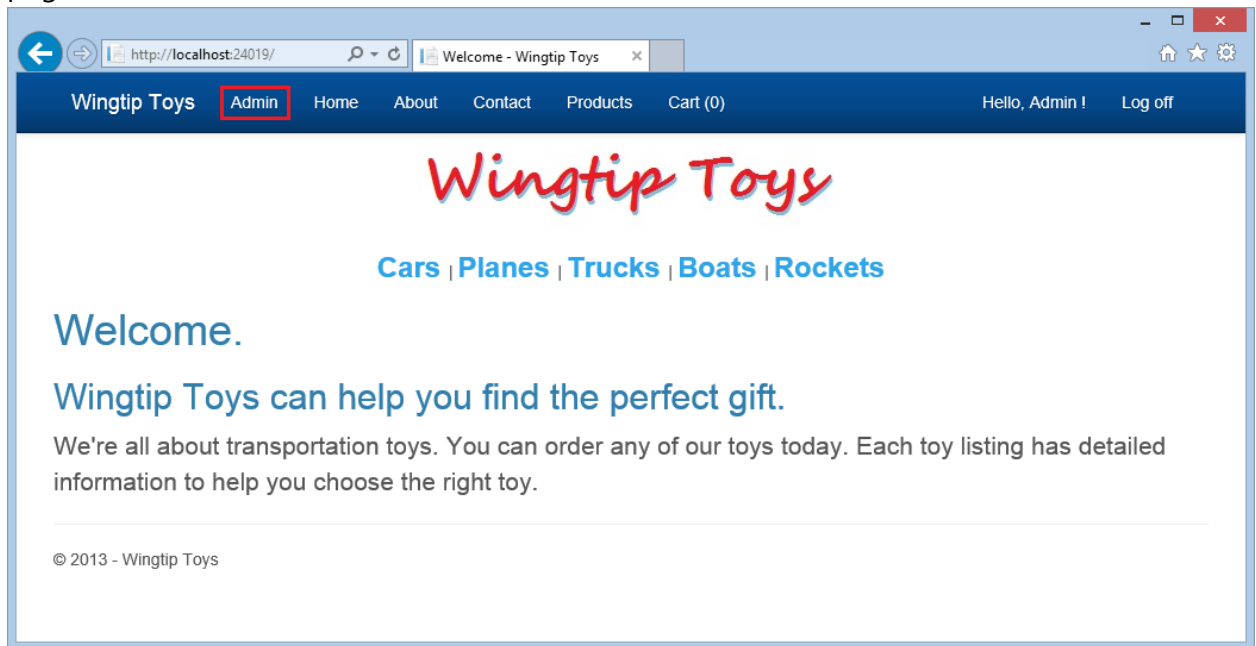 http://localhost:24019/
Welcome - Wingtip Toys
Wingtip Toys Admin Home About Contact Products Cart (0) Hello, Admin ! Log off
Wingtip Toys
Cars | Planes | Trucks | Boats | Rockets
Welcome.
Wingtip Toys can help you find the perfect gift.
We're all about transportation toys. You can order any of our toys today. Each toy listing has detailed
information to help you choose the right toy.
© 2013 - Wingtip Toys